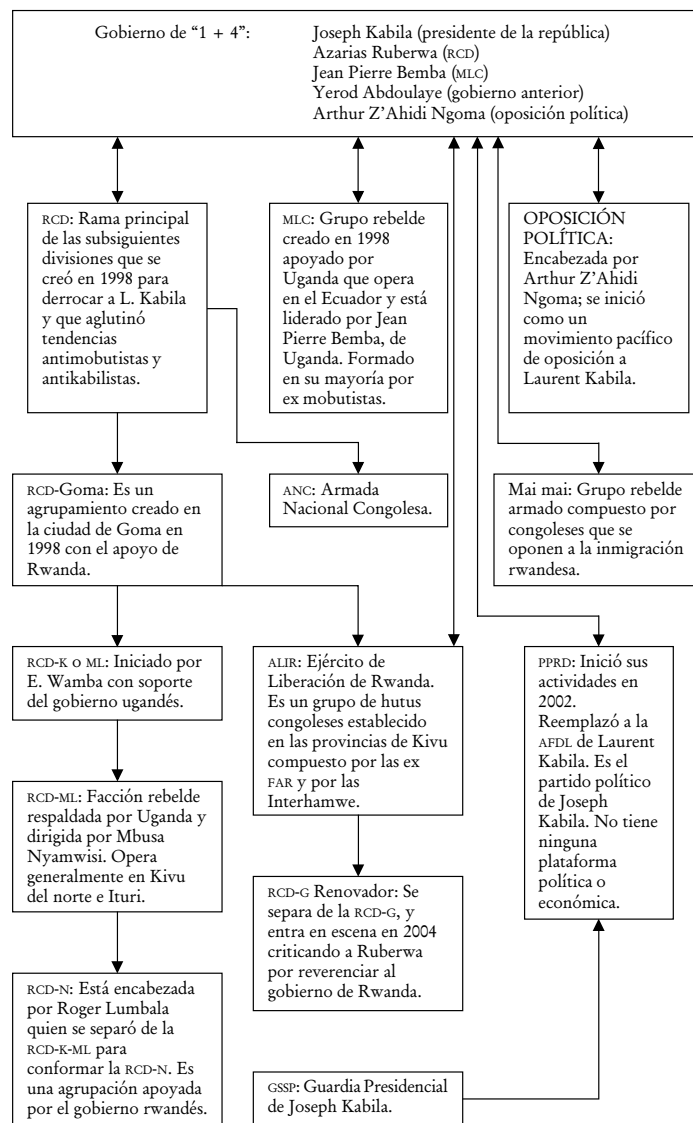 Gobierno de “1 + 4”: Joseph Kabila (presidente de la república)
Azarias Ruberwa (RCD)
Jean Pierre Bemba (MLC)
Yerod Abdoulaye (gobierno anterior)
Arthur Z’Ahidi Ngoma (oposición política)
RCD: Rama principal
de las subsiguientes
divisiones que se
creó en 1998 para
derrocar a L. Kabila
y que aglutinó
tendencias
antimobutistas y
antikabilistas.
MLC: Grupo rebelde
creado en 1998
apoyado por
Uganda que opera
en el Ecuador y está
liderado por Jean
Pierre Bemba, de
Uganda. Formado
en su mayoría por
ex mobutistas.
OPOSICIÓN
POLÍTICA:
Encabezada por
Arthur Z’Ahidi
Ngoma; se inició
como un
movimiento pacífico
de oposición a
Laurent Kabila.
RCD-Goma: Es un
agrupamiento creado en
la ciudad de Goma en
1998 con el apoyo de
Rwanda.
ANC: Armada
Nacional Congolesa.
Mai mai: Grupo rebelde
armado compuesto por
congoleses que se
oponen a la inmigración
rwandesa.
RCD-K o ML: Iniciado por
E. Wamba con soporte
del gobierno ugandés.
ALIR: Ejército de
Liberación de Rwanda.
Es un grupo de hutus
congoleses establecido
en las provincias de Kivu
compuesto por las ex
FAR y por las
Interhamwe.
PPRD: Inició sus
actividades en
2002.
Reemplazó a la
AFDL de Laurent
Kabila. Es el
partido político
de Joseph
Kabila. No tiene
ninguna
plataforma
política o
económica.
RCD-ML: Facción rebelde
respaldada por Uganda y
dirigida por Mbusa
Nyamwisi. Opera
generalmente en Kivu
del norte e Ituri.
RCD-G Renovador: Se
separa de la RCD-G, y
entra en escena en 2004
criticando a Ruberwa
por reverenciar al
gobierno de Rwanda.
RCD-N: Está encabezada
por Roger Lumbala
quien se separó de la
RCD-K-ML para
conformar la RCD-N. Es
una agrupación apoyada
por el gobierno rwandés.
GSSP: Guardia Presidencial
de Joseph Kabila.